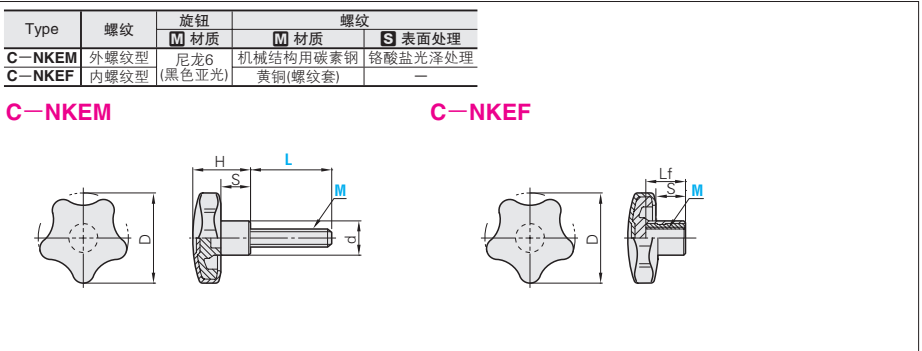 Type 螺纹 旋钮 螺纹
M 材质 M 材质 S 表面处理
C－NKEM 外螺纹型 尼龙6 机械结构用碳素钢 铬酸盐光泽处理
C－NKEF 内螺纹型 (黑色亚光) 黄铜(螺纹套) －
C－NKEM C－NKEF
H L
S
M
D
d
Lf
S M
D